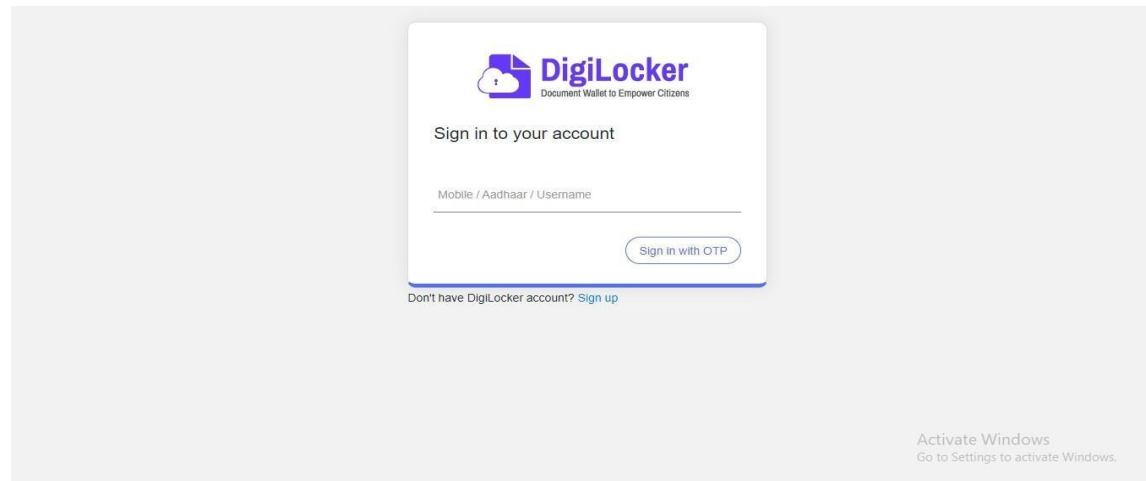 DigiLocker
Document Wallet to Empower Citizens
Sign in to your account
Mobile / Aadhaar / Username
Sign in with OTP
Don't have DigiLocker account? Sign up
Activate Windows
Go to Settings to activate Windows.